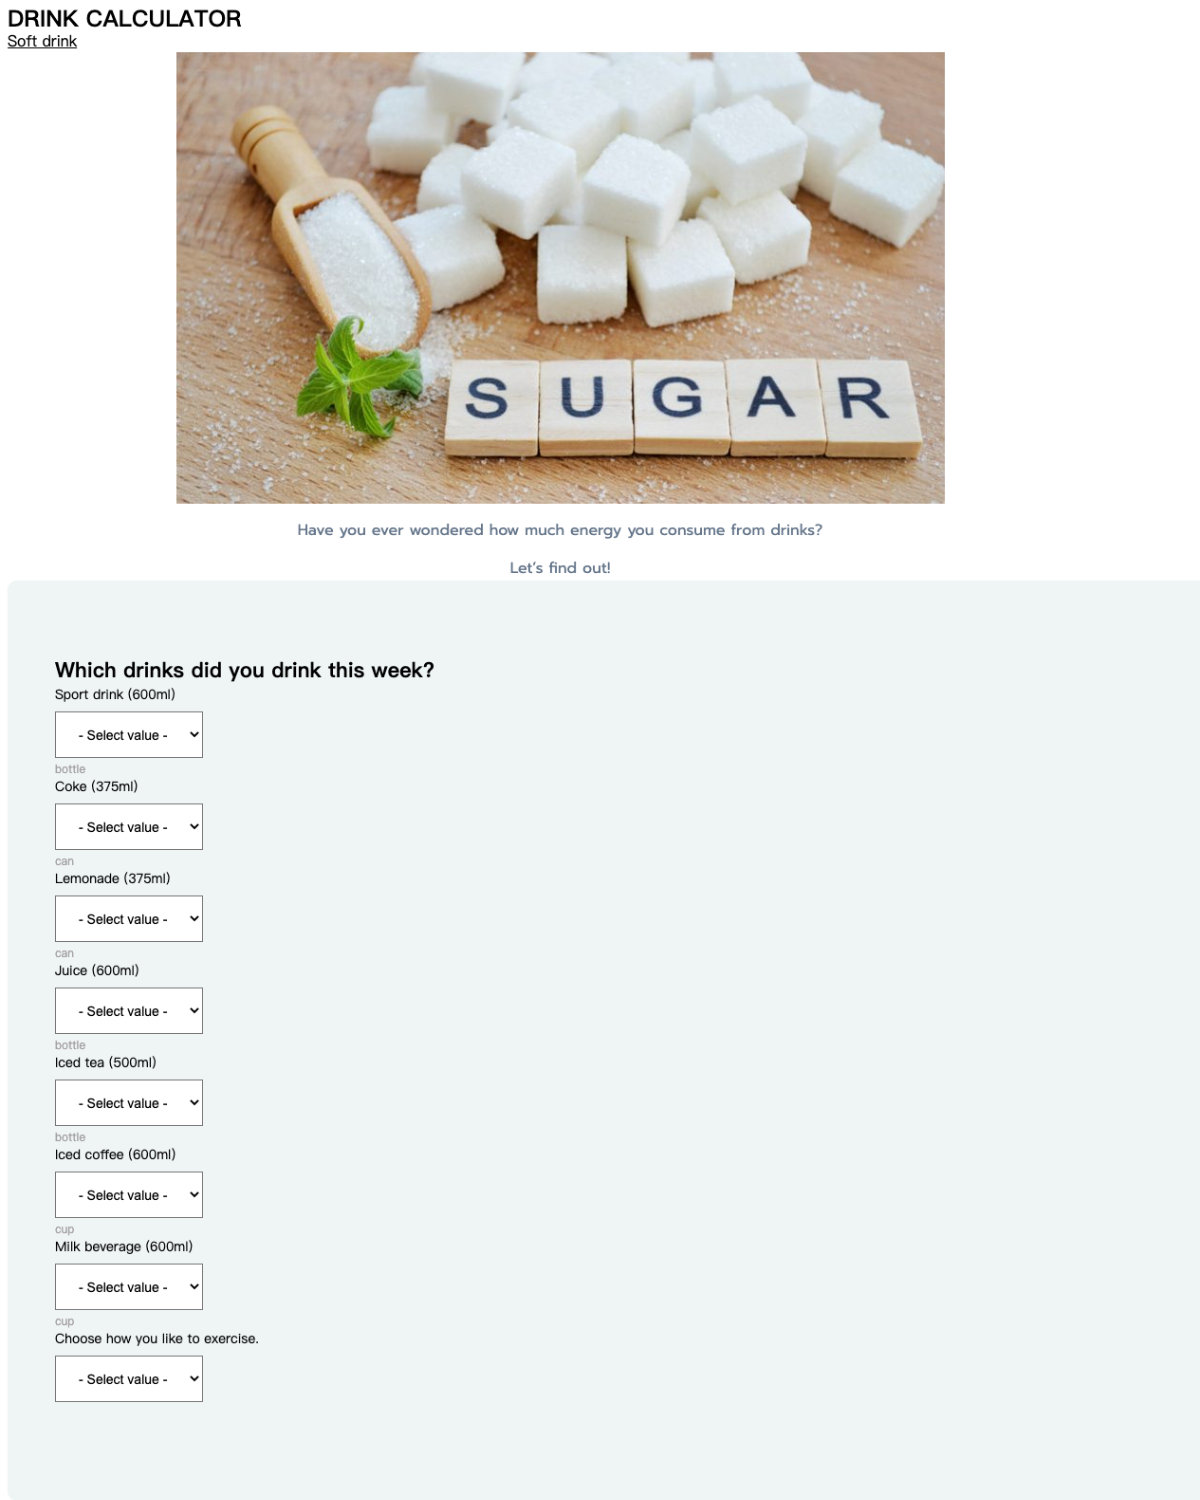 DRINK CALCULATOR
Soft drink
SUGAR
Have you ever wondered how much energy you consume from drinks?
Let's find out!
Which drinks did you drink this week?
Sport drink (600ml)
- Select value -
bottle
Coke (375ml)
- Select value -
can
Lemonade (375ml)
- Select value -
can
Juice (600ml)
- Select value -
bottle
Iced tea (500ml)
- Select value -
bottle
Iced coffee (600ml)
- Select value -
cup
Milk beverage (600ml)
- Select value -
cup
Choose how you like to exercise.
- Select value -